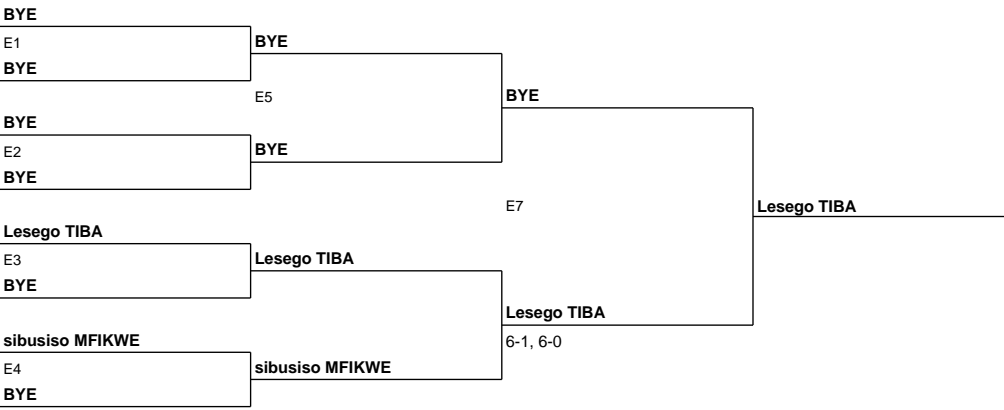 BYE
E1
BYE
BYE
E5
BYE
BYE
E2
BYE
BYE
E7
Lesego TIBA
Lesego TIBA
E3
Lesego TIBA
BYE
Lesego TIBA
6-1, 6-0
sibusiso MFIKWE
E4
sibusiso MFIKWE
BYE